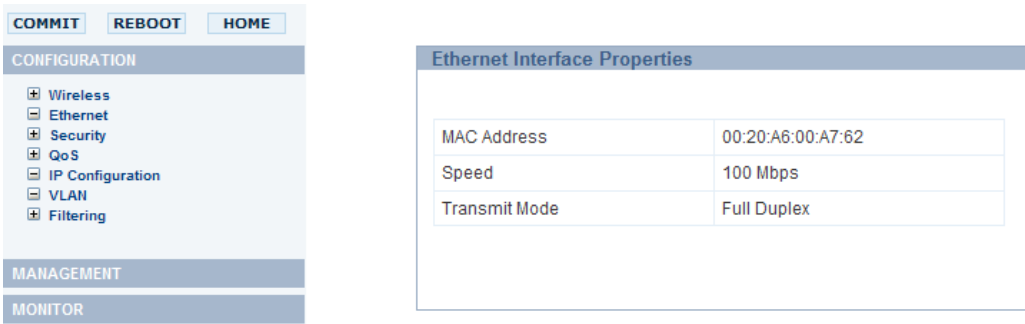 COMMIT REBOOT HOME
CONFIGURATION
Wireless
Ethernet
Security
QoS
IP Configuration
VLAN
Filtering
MANAGEMENT
MONITOR
Ethernet Interface Properties
MAC Address 00:20:A6:00:A7:62
Speed 100 Mbps
Transmit Mode Full Duplex